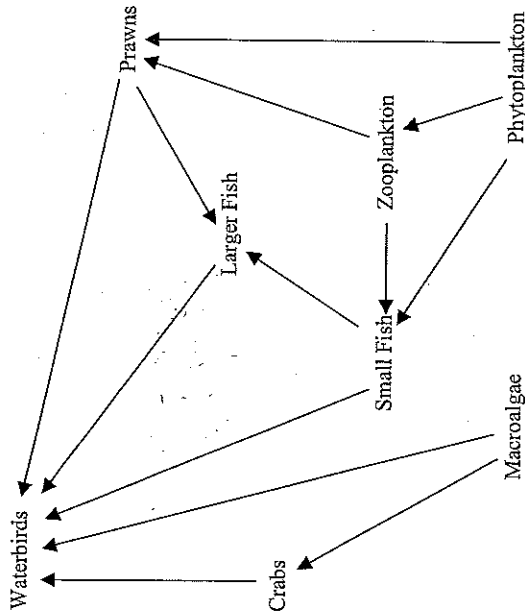 Waterbirds
Prawns
Larger Fish
Crabs
Small Fish
Zooplankton
Macroalgae
Phytoplankton